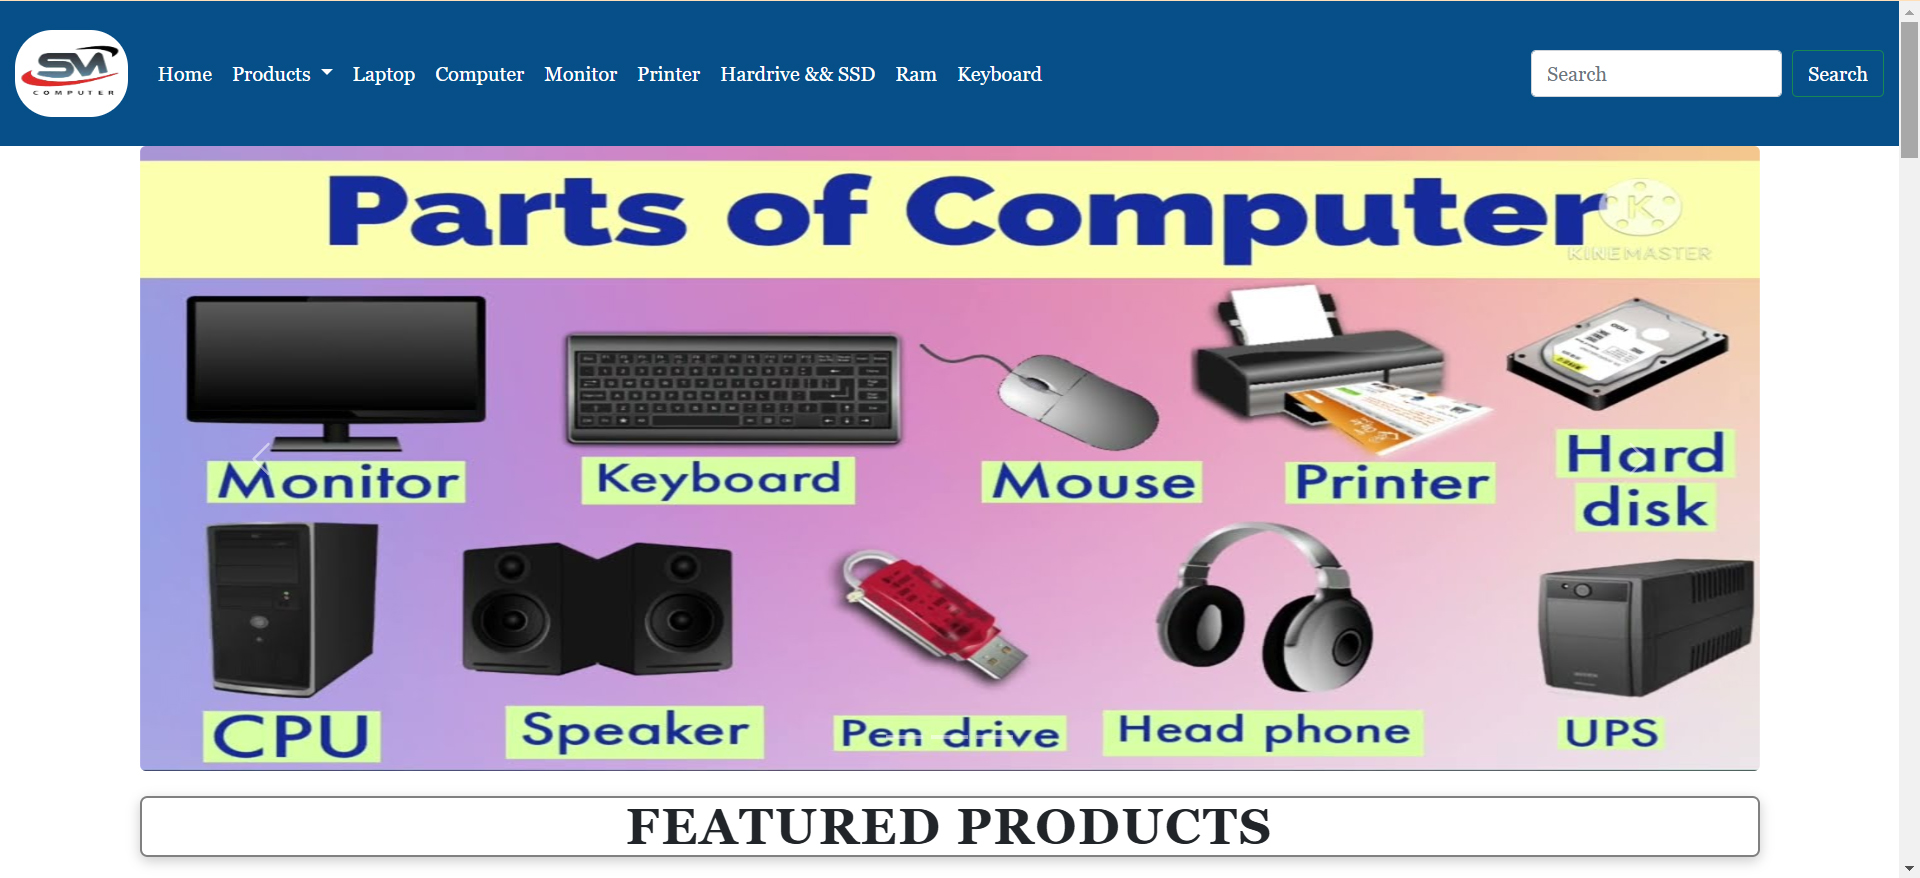 SM
COMPUTER
Home Products Laptop Computer Monitor Printer Hardrive && SSD Ram Keyboard
Search Search
Parts of Computer
K
KINEMASTER
Monitor Keyboard Mouse Printer Hard
disk
CPU Speaker Pen drive Head phone UPS
FEATURED PRODUCTS